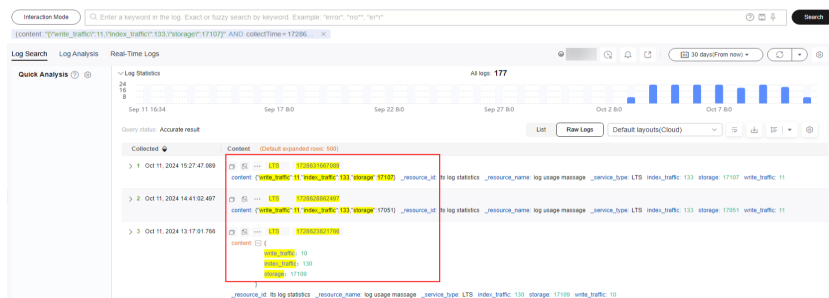 Interaction Mode
Enter a keyword in the log. Exact or fuzzy search by keyword. Example: "error", "ro*", "er*r"
Search
(content :"{\"write_traffic\":11,\"index_traffic\":133,\"storage\":17107}" AND collectTime=17286... ×
Log Search Log Analysis Real-Time Logs
30 days(From now)
Quick Analysis
Log Statistics
All logs: 177
24
16
8
Sep 11 16:34
Sep 17 8:0
Sep 22 8:0
Sep 27 8:0
Oct 2 8:0
Oct 7 8:0
Query status: Accurate result
List Raw Logs Default layouts(Cloud)
Collected Content (Default expanded rows: 500)
1 Oct 11, 2024 15:27:47.089 LTS 1728631667089
content: {"write_traffic":11,"index_traffic":133,"storage":17107} _resource_id: lts log statistics _resource_name: log usage massage _service_type: LTS index_traffic: 133 storage: 17107 write_traffic: 11
2 Oct 11, 2024 14:41:02.497 LTS 1728628862497
content: {"write_traffic":11,"index_traffic":133,"storage":17051} _resource_id: lts log statistics _resource_name: log usage massage _service_type: LTS index_traffic: 133 storage: 17051 write_traffic: 11
3 Oct 11, 2024 13:17:01.766 LTS 1728623821766
content: {
write_traffic: 10
index_traffic: 130
storage: 17109
}
_resource_id: lts log statistics _resource_name: log usage massage _service_type: LTS index_traffic: 130 storage: 17109 write_traffic: 10